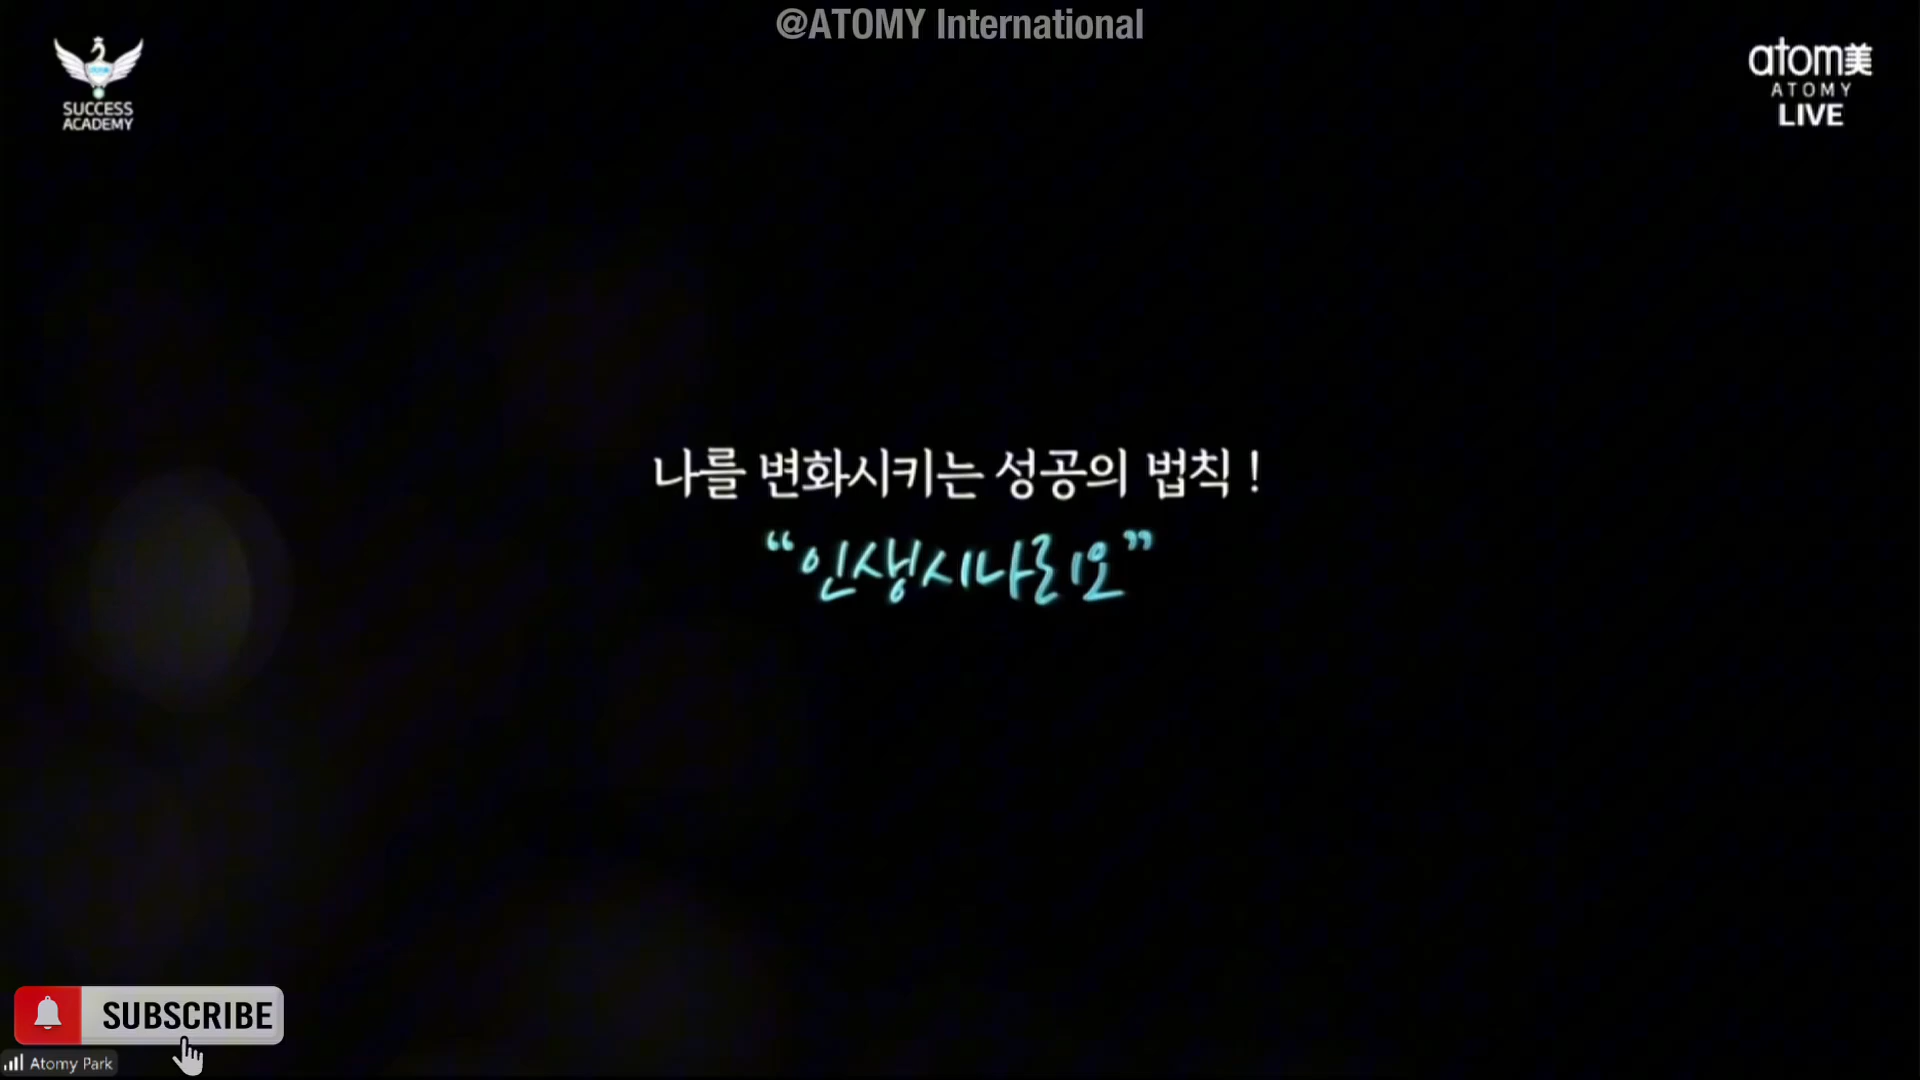 @ATOMY International
SUCCESS
ACADEMY
atom美
ATOMY
LIVE
나를 변화시키는 성공의 법칙 !
“인생시나리오”
SUBSCRIBE
Atomy Park